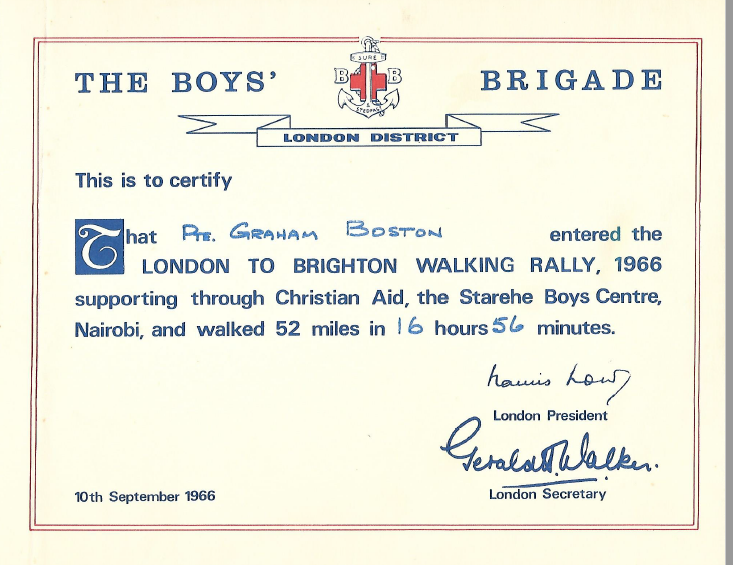 SURE
B B
& STEDFAST
THE BOYS' BRIGADE
LONDON DISTRICT
This is to certify
That Pte. GRAHAM BOSTON entered the
LONDON TO BRIGHTON WALKING RALLY, 1966
supporting through Christian Aid, the Starehe Boys Centre,
Nairobi, and walked 52 miles in 16 hours 56 minutes.
London President
Gerald H. Walker.
10th September 1966 London Secretary